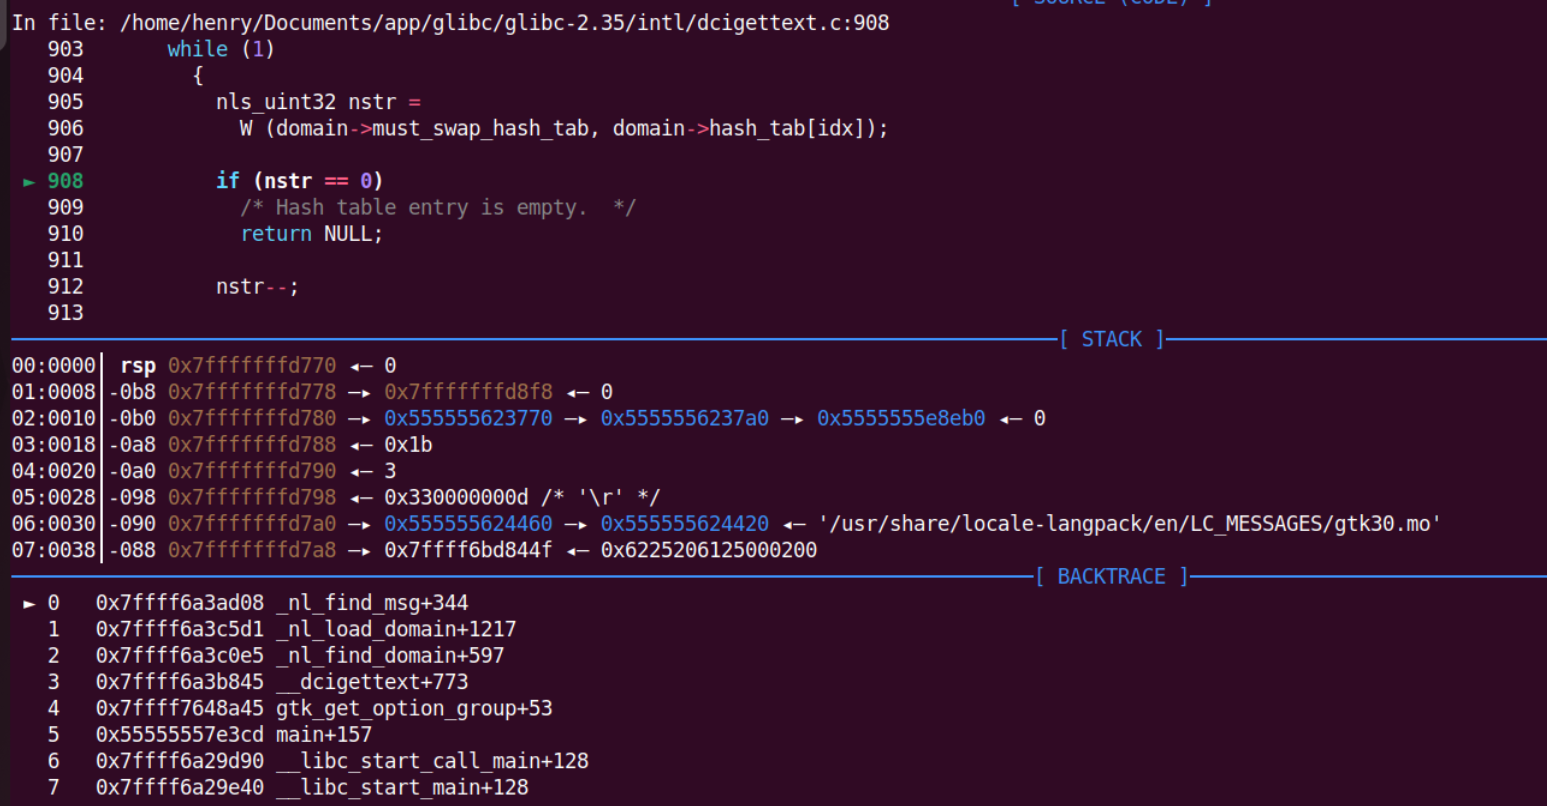 [ SOURCE (CODE) ]
In file: /home/henry/Documents/app/glibc/glibc-2.35/intl/dcigettext.c:908
903       while (1)
904         {
905           nls_uint32 nstr =
906             W (domain->must_swap_hash_tab, domain->hash_tab[idx]);
907
► 908           if (nstr == 0)
909             /* Hash table entry is empty.  */
910             return NULL;
911
912           nstr--;
913
[ STACK ]
00:0000│ rsp 0x7fffffffd770 ◂— 0
01:0008│-0b8 0x7fffffffd778 —▸ 0x7fffffffd8f8 ◂— 0
02:0010│-0b0 0x7fffffffd780 —▸ 0x555555623770 —▸ 0x5555556237a0 —▸ 0x5555555e8eb0 ◂— 0
03:0018│-0a8 0x7fffffffd788 ◂— 0x1b
04:0020│-0a0 0x7fffffffd790 ◂— 3
05:0028│-098 0x7fffffffd798 ◂— 0x330000000d /* '\r' */
06:0030│-090 0x7fffffffd7a0 —▸ 0x555555624460 —▸ 0x555555624420 ◂— '/usr/share/locale-langpack/en/LC_MESSAGES/gtk30.mo'
07:0038│-088 0x7fffffffd7a8 —▸ 0x7ffff6bd844f ◂— 0x6225206125000200
[ BACKTRACE ]
► 0   0x7ffff6a3ad08 _nl_find_msg+344
1   0x7ffff6a3c5d1 _nl_load_domain+1217
2   0x7ffff6a3c0e5 _nl_find_domain+597
3   0x7ffff6a3b845 __dcigettext+773
4   0x7ffff7648a45 gtk_get_option_group+53
5   0x55555557e3cd main+157
6   0x7ffff6a29d90 __libc_start_call_main+128
7   0x7ffff6a29e40 __libc_start_main+128